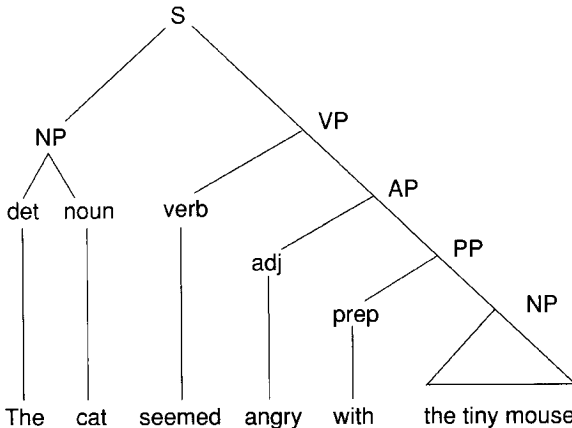 S
NP VP
det noun verb AP
adj PP
prep NP
The cat seemed angry with the tiny mouse